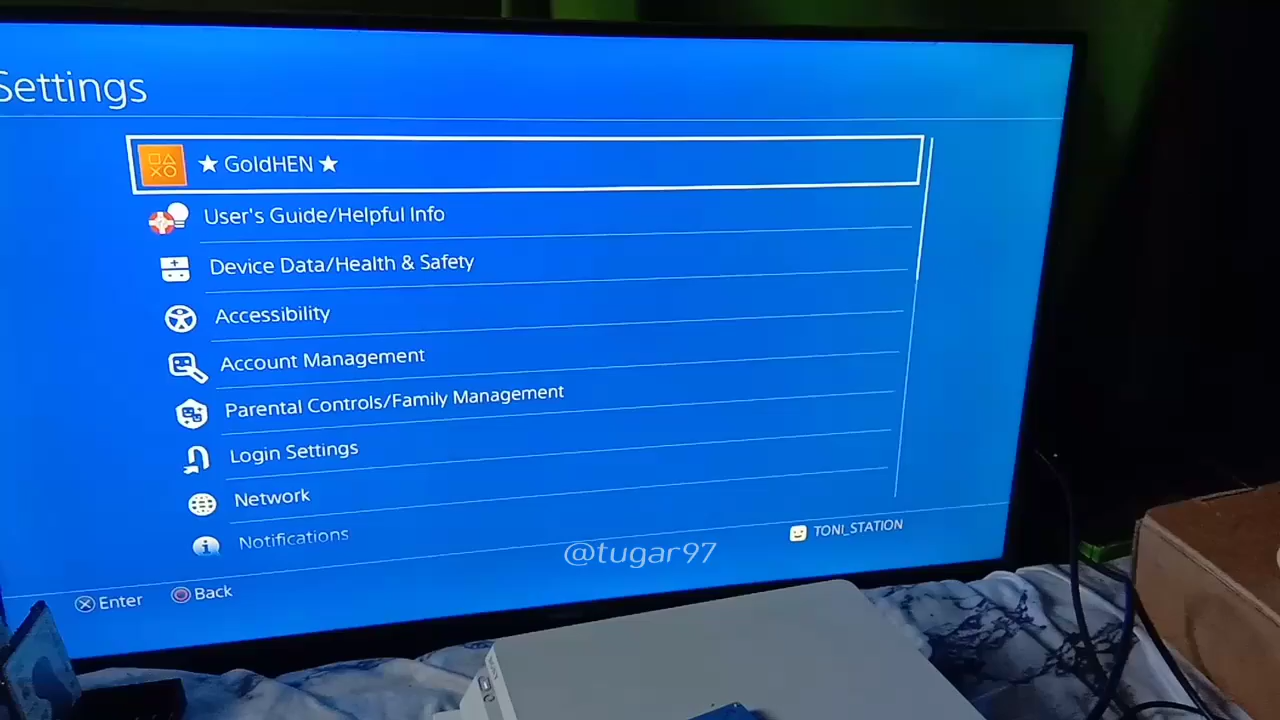 Settings
★ GoldHEN ★
User's Guide/Helpful Info
Device Data/Health & Safety
Accessibility
Account Management
Parental Controls/Family Management
Login Settings
Network
Notifications
TONI_STATION
@tugar97
Enter
Back